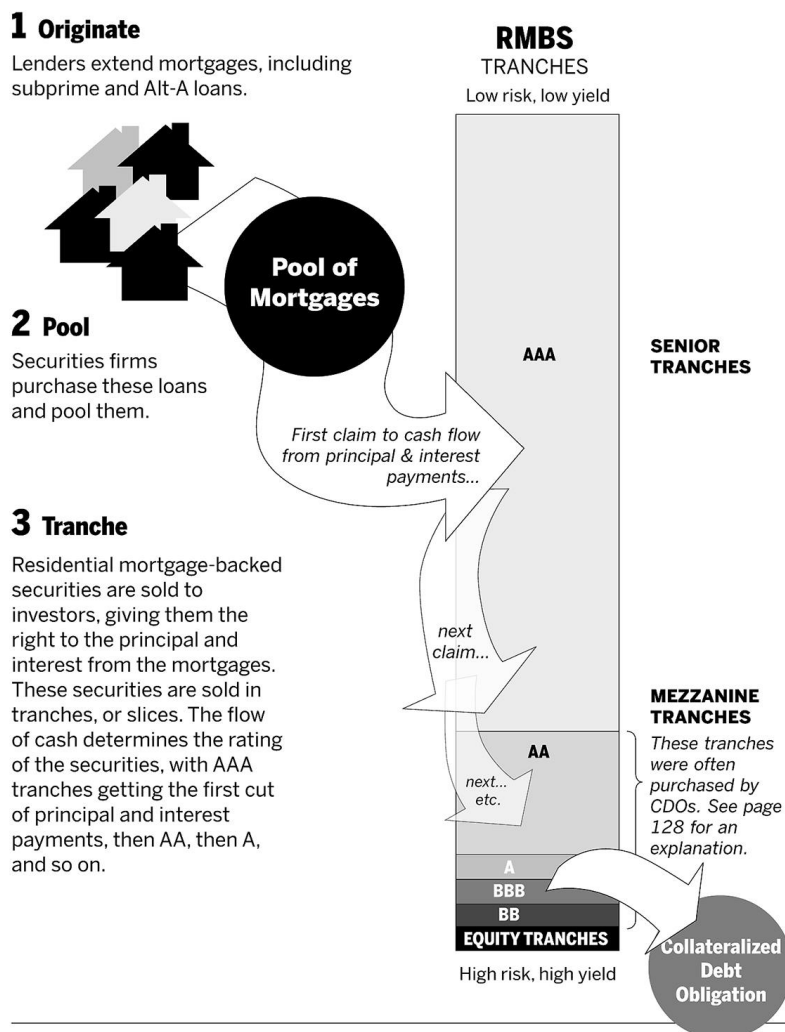 1 Originate
Lenders extend mortgages, including
subprime and Alt-A loans.
Pool of
Mortgages
2 Pool
Securities firms
purchase these loans
and pool them.
First claim to cash flow
from principal & interest
payments...
3 Tranche
Residential mortgage-backed
securities are sold to
investors, giving them the
right to the principal and
interest from the mortgages.
These securities are sold in
tranches, or slices. The flow
of cash determines the rating
of the securities, with AAA
tranches getting the first cut
of principal and interest
payments, then AA, then A,
and so on.
RMBS
TRANCHES
Low risk, low yield
AAA
SENIOR
TRANCHES
next
claim...
MEZZANINE
TRANCHES
These tranches
were often
purchased by
CDOs. See page
128 for an
explanation.
AA
next...
etc.
A
BBB
BB
EQUITY TRANCHES
High risk, high yield
Collateralized
Debt
Obligation